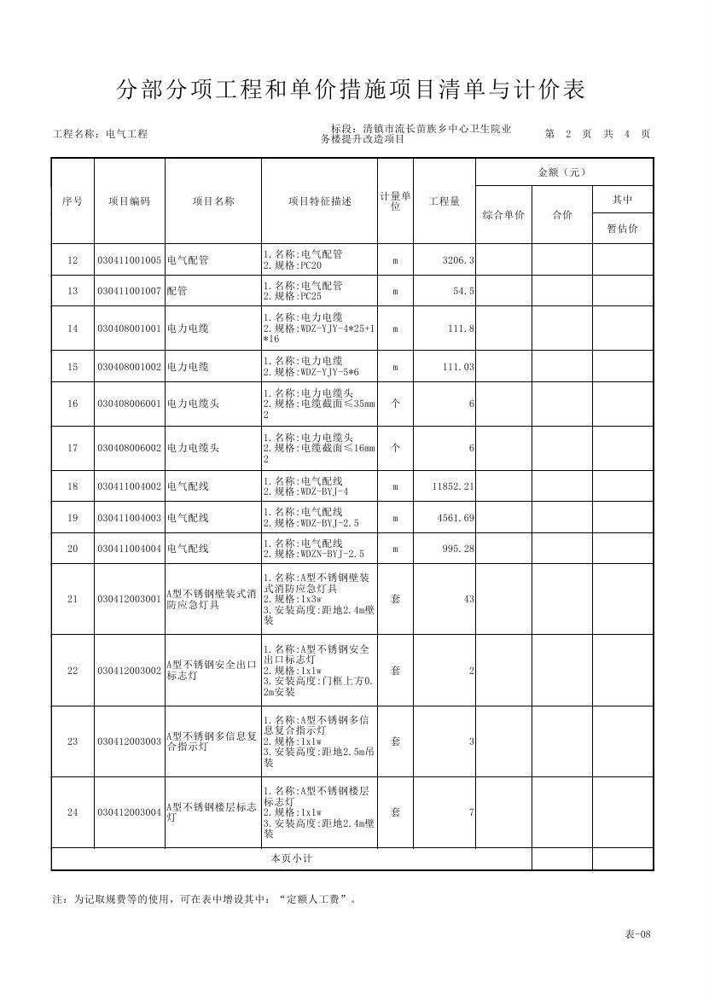 分部分项工程和单价措施项目清单与计价表
工程名称：电气工程
标段：清镇市流长苗族乡中心卫生院业
务楼提升改造项目
第 2 页 共 4 页
序号 项目编码 项目名称 项目特征描述 计量单
位 工程量 金额（元）
综合单价 合价 其中
暂估价
12 030411001005 电气配管 1.名称:电气配管
2.规格:PC20 m 3206.3
13 030411001007 配管 1.名称:电气配管
2.规格:PC25 m 54.5
14 030408001001 电力电缆 1.名称:电力电缆
2.规格:WDZ-YJY-4*25+1
*16 m 111.8
15 030408001002 电力电缆 1.名称:电力电缆
2.规格:WDZ-YJY-5*6 m 111.03
16 030408006001 电力电缆头 1.名称:电力电缆头
2.规格:电缆截面≤35mm
2 个 6
17 030408006002 电力电缆头 1.名称:电力电缆头
2.规格:电缆截面≤16mm
2 个 6
18 030411004002 电气配线 1.名称:电气配线
2.规格:WDZ-BYJ-4 m 11852.21
19 030411004003 电气配线 1.名称:电气配线
2.规格:WDZ-BYJ-2.5 m 4561.69
20 030411004004 电气配线 1.名称:电气配线
2.规格:WDZN-BYJ-2.5 m 995.28
21 030412003001 A型不锈钢壁装式消
防应急灯具 1.名称:A型不锈钢壁装
式消防应急灯具
2.规格:1x3w
3.安装高度:距地2.4m壁
装 套 43
22 030412003002 A型不锈钢安全出口
标志灯 1.名称:A型不锈钢安全
出口标志灯
2.规格:1x1w
3.安装高度:门框上方0.
2m安装 套 2
23 030412003003 A型不锈钢多信息复
合指示灯 1.名称:A型不锈钢多信
息复合指示灯
2.规格:1x1w
3.安装高度:距地2.5m吊
装 套 3
24 030412003004 A型不锈钢楼层标志
灯 1.名称:A型不锈钢楼层
标志灯
2.规格:1x1w
3.安装高度:距地2.4m壁
装 套 7
本页小计
注：为记取规费等的使用，可在表中增设其中：“定额人工费”。
表-08